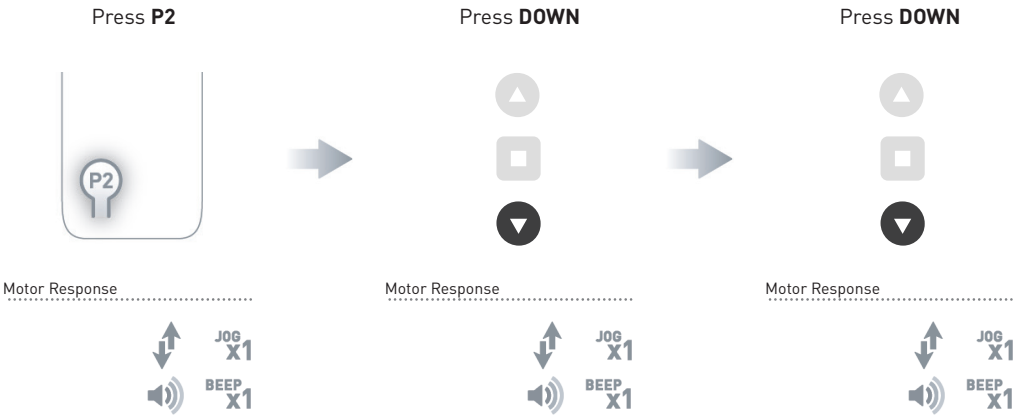 Press P2
Press DOWN
Press DOWN
P2
Motor Response
Motor Response
Motor Response
JOG
X1
JOG
X1
JOG
X1
BEEP
X1
BEEP
X1
BEEP
X1